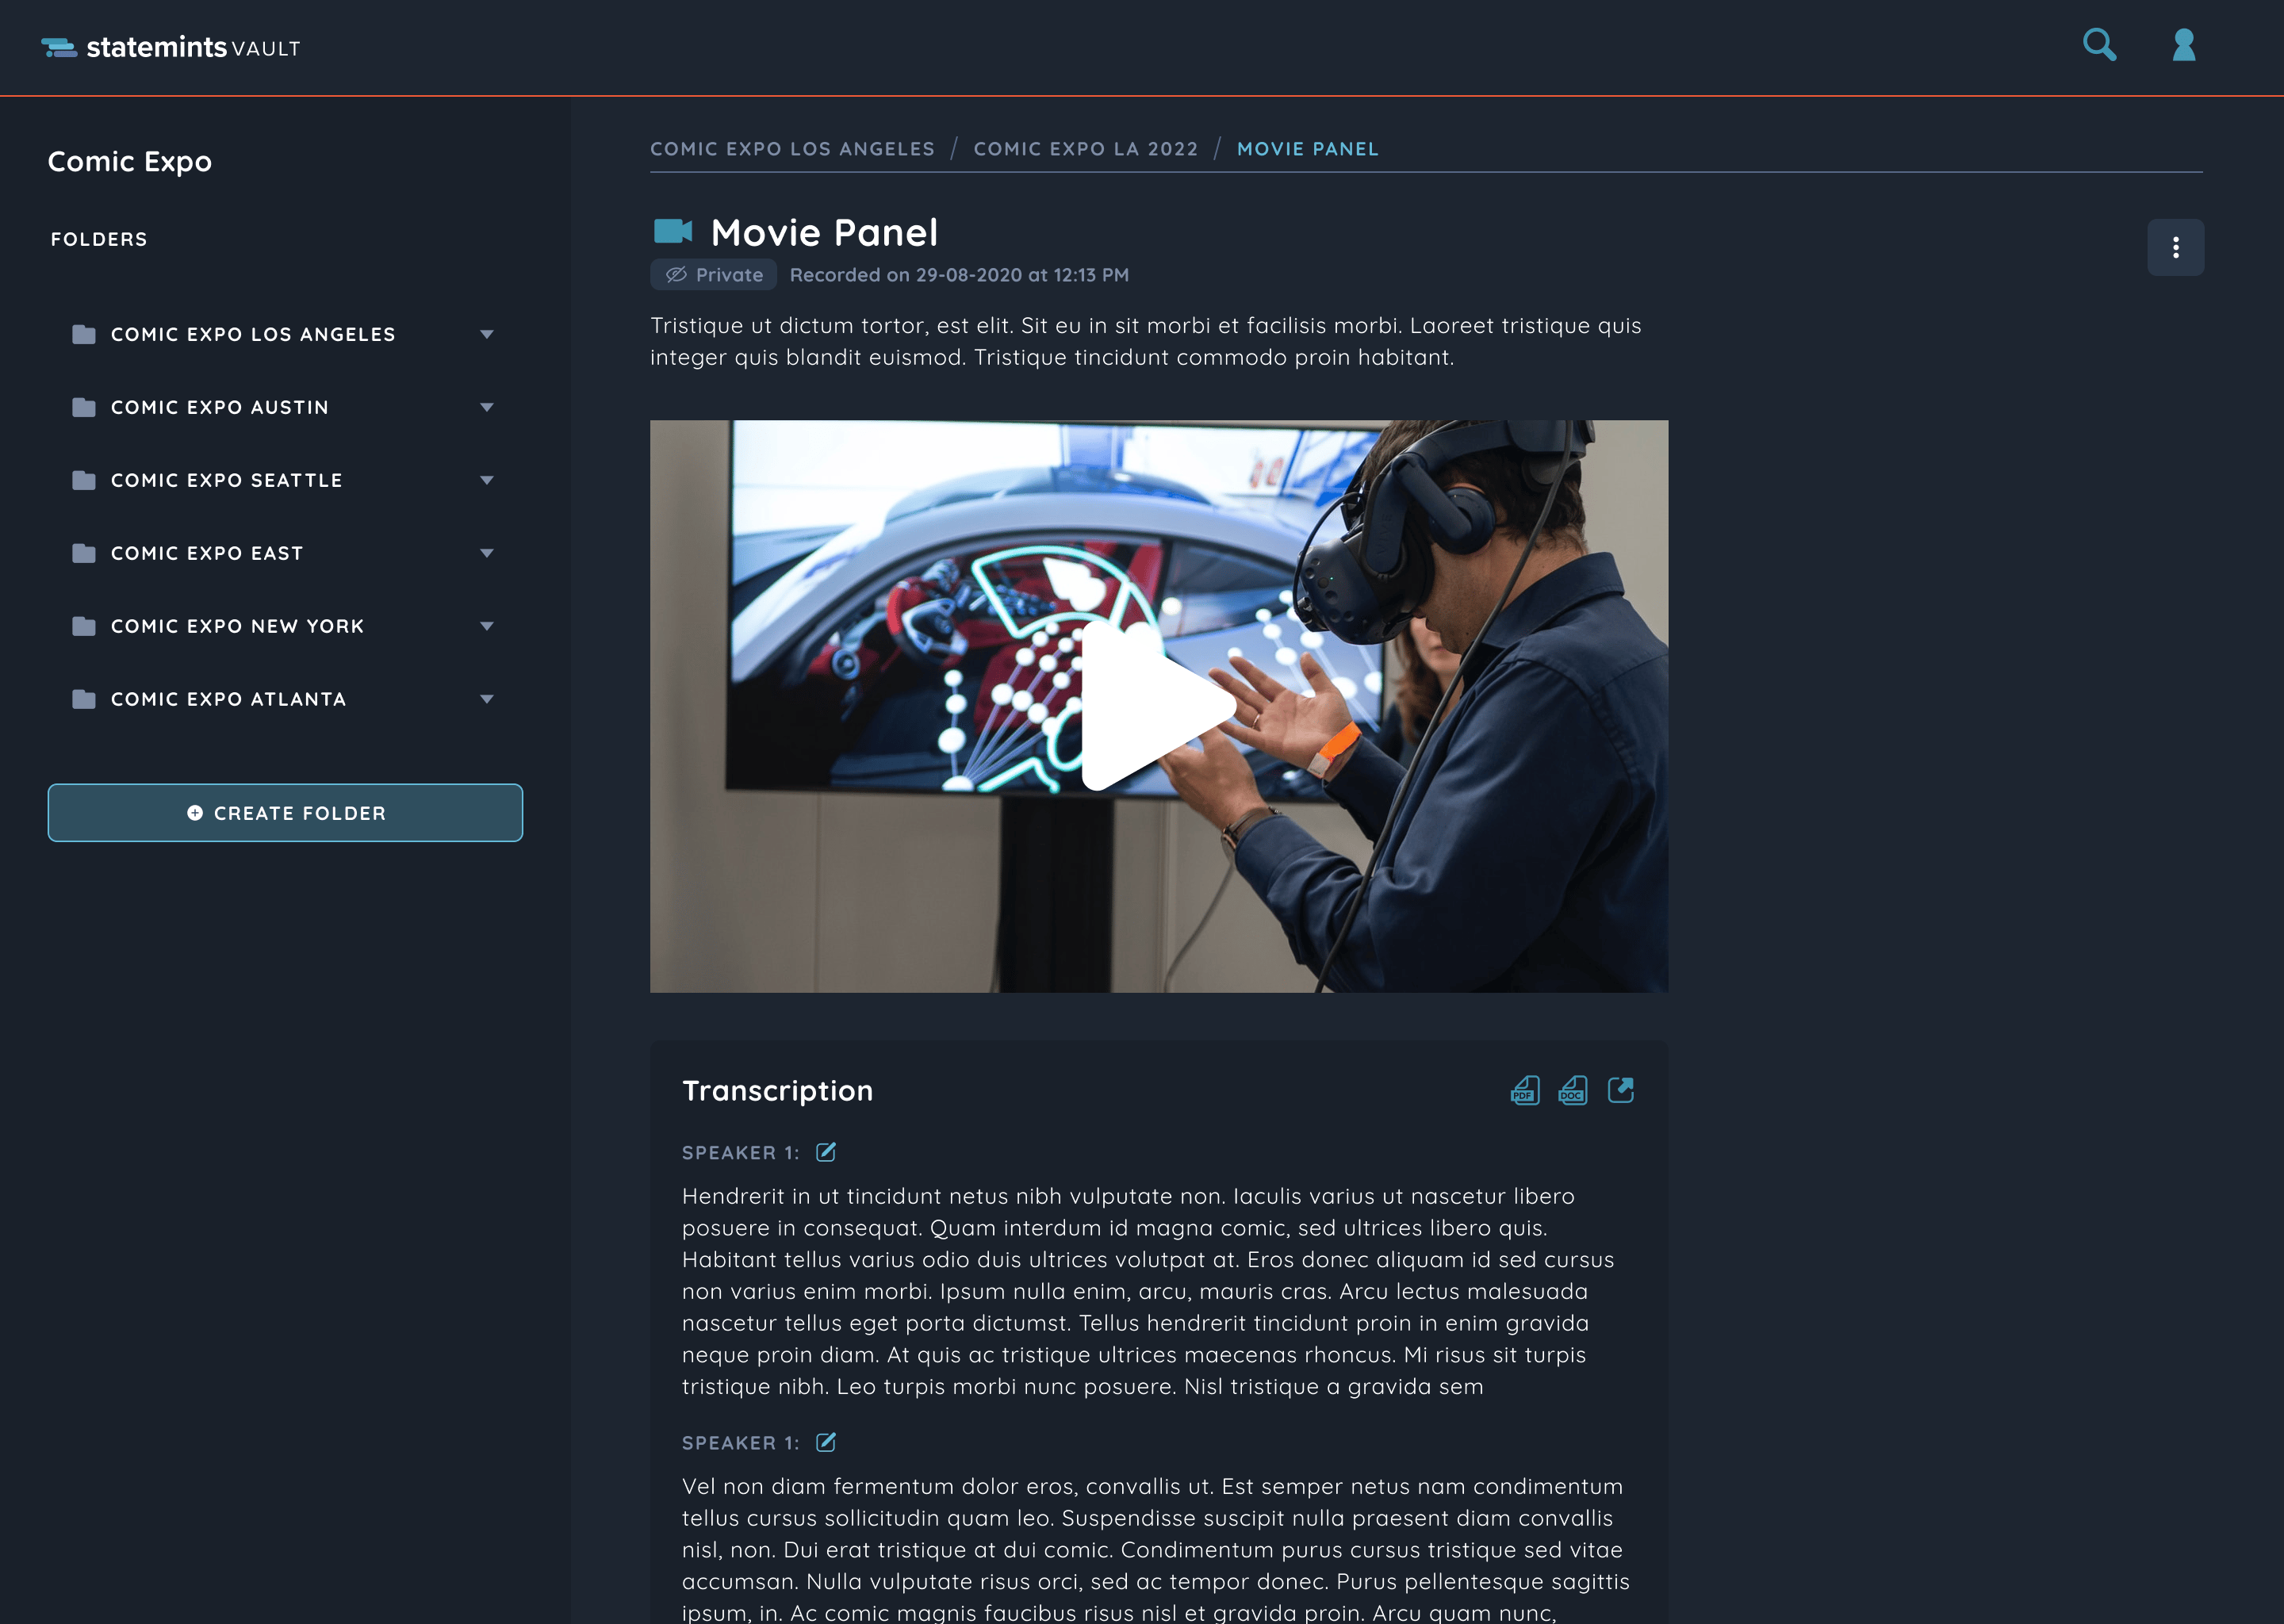 statemints VAULT
Comic Expo
FOLDERS
COMIC EXPO LOS ANGELES
COMIC EXPO AUSTIN
COMIC EXPO SEATTLE
COMIC EXPO EAST
COMIC EXPO NEW YORK
COMIC EXPO ATLANTA
CREATE FOLDER
COMIC EXPO LOS ANGELES / COMIC EXPO LA 2022 / MOVIE PANEL
Movie Panel
Private Recorded on 29-08-2020 at 12:13 PM
Tristique ut dictum tortor, est elit. Sit eu in sit morbi et facilisis morbi. Laoreet tristique quis
integer quis blandit euismod. Tristique tincidunt commodo proin habitant.
Transcription
PDF DOC
SPEAKER 1:
Hendrerit in ut tincidunt netus nibh vulputate non. Iaculis varius ut nascetur libero
posuere in consequat. Quam interdum id magna comic, sed ultrices libero quis.
Habitant tellus varius odio duis ultrices volutpat at. Eros donec aliquam id sed cursus
non varius enim morbi. Ipsum nulla enim, arcu, mauris cras. Arcu lectus malesuada
nascetur tellus eget porta dictumst. Tellus hendrerit tincidunt proin in enim gravida
neque proin diam. At quis ac tristique ultrices maecenas rhoncus. Mi risus sit turpis
tristique nibh. Leo turpis morbi nunc posuere. Nisl tristique a gravida sem
SPEAKER 1:
Vel non diam fermentum dolor eros, convallis ut. Est semper netus nam condimentum
tellus cursus sollicitudin quam leo. Suspendisse suscipit nulla praesent diam convallis
nisl, non. Dui erat tristique at dui comic. Condimentum purus cursus tristique sed vitae
accumsan. Nulla vulputate risus orci, sed ac tempor donec. Purus pellentesque sagittis
ipsum, in. Ac comic magnis faucibus risus nisl et gravida proin. Arcu quam nunc,